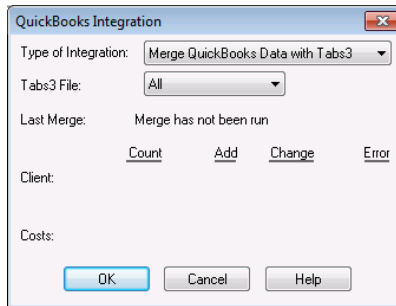 QuickBooks Integration
Type of Integration: Merge QuickBooks Data with Tabs3
Tabs3 File: All
Last Merge: Merge has not been run
Count Add Change Error
Client:
Costs:
OK Cancel Help